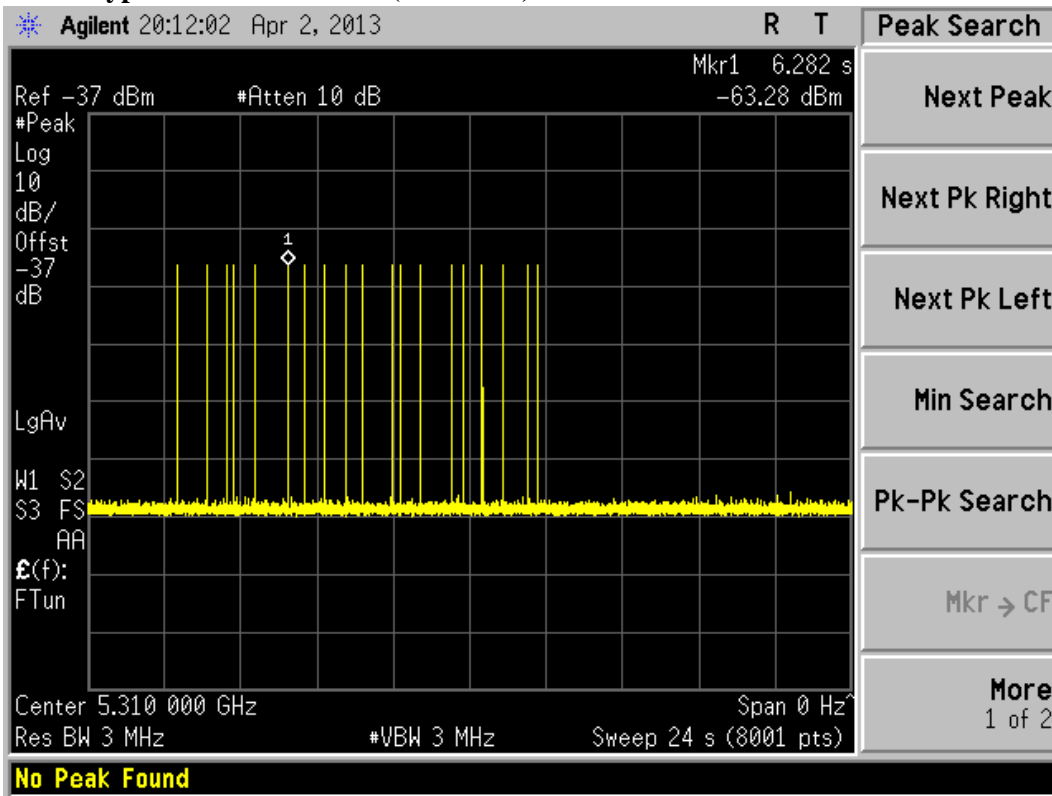 Agilent 20:12:02 Apr 2, 2013 R T
Peak Search
Mkr1 6.282 s
Ref -37 dBm #Atten 10 dB -63.28 dBm
#Peak
Log
10
dB/
Offst
-37
dB
1
LgAv
W1 S2
S3 FS
AA
£(f):
FTun
Center 5.310 000 GHz Span 0 Hz^
Res BW 3 MHz #VBW 3 MHz Sweep 24 s (8001 pts)
No Peak Found
Next Peak
Next Pk Right
Next Pk Left
Min Search
Pk-Pk Search
Mkr → CF
More
1 of 2